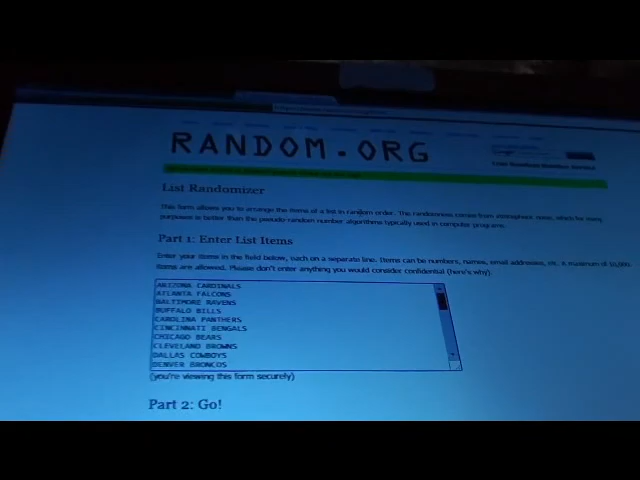 RANDOM.ORG
List Randomizer
This form allows you to arrange the items of a list in random order. The randomness comes from atmospheric noise, which for many
purposes is better than the pseudo-random number algorithms typically used in computer programs.
Part 1: Enter List Items
Enter your items in the field below, each on a separate line. Items can be numbers, names, email addresses, etc. A maximum of 10,000
items are allowed. Please don't enter anything you would consider confidential (here's why).
ARIZONA CARDINALS
ATLANTA FALCONS
BALTIMORE RAVENS
BUFFALO BILLS
CAROLINA PANTHERS
CINCINNATI BENGALS
CHICAGO BEARS
CLEVELAND BROWNS
DALLAS COWBOYS
DENVER BRONCOS
(you're viewing this form securely)
Part 2: Go!